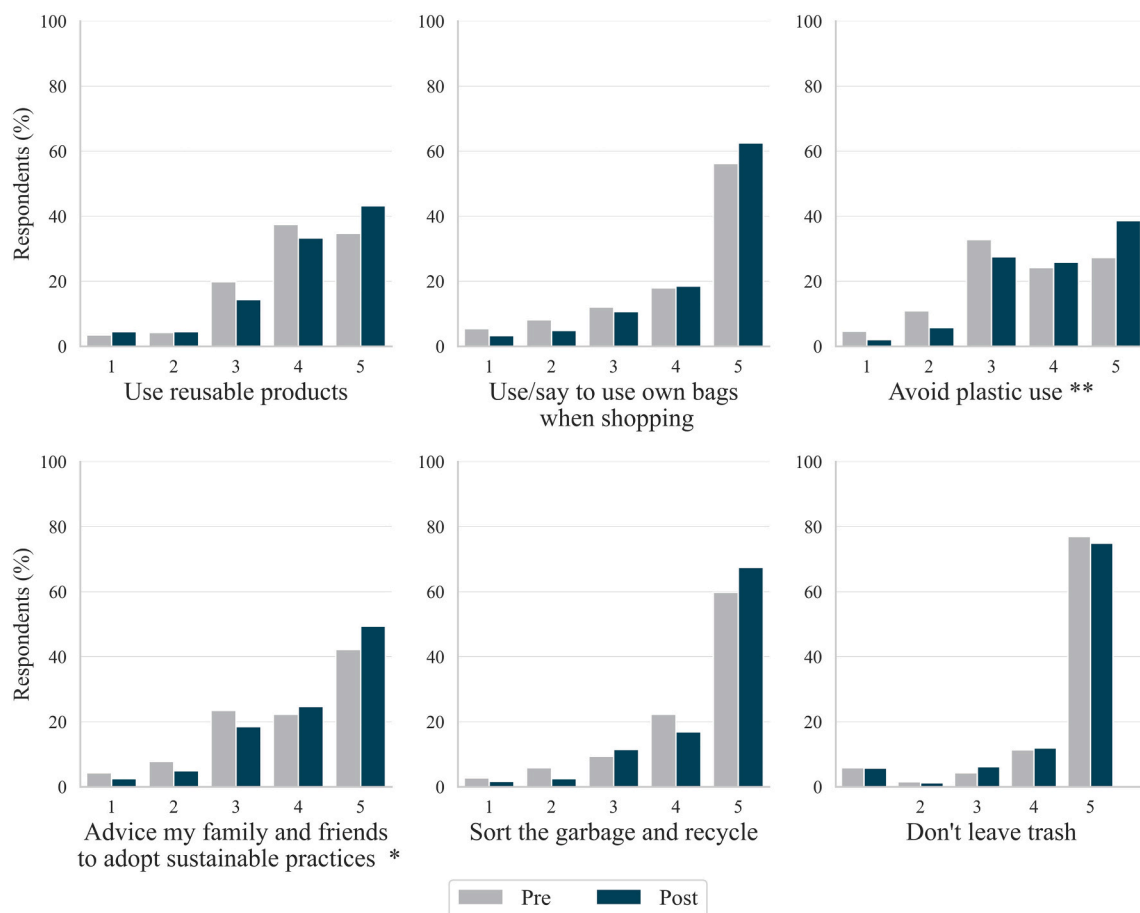 Respondents (%)
100 100 100
80 80 80
60 60 60
40 40 40
20 20 20
0 0 0
1 2 3 4 5 1 2 3 4 5 1 2 3 4 5
Use reusable products
Use/say to use own bags
when shopping
Avoid plastic use **
Respondents (%)
100 100 100
80 80 80
60 60 60
40 40 40
20 20 20
0 0 0
1 2 3 4 5 1 2 3 4 5 2 3 4 5
Advice my family and friends
to adopt sustainable practices *
Sort the garbage and recycle
Don't leave trash
Pre Post